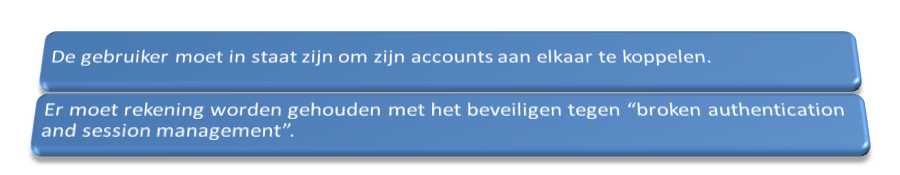 De gebruiker moet in staat zijn om zijn accounts aan elkaar te koppelen.
Er moet rekening worden gehouden met het beveiligen tegen “broken authentication
and session management”.